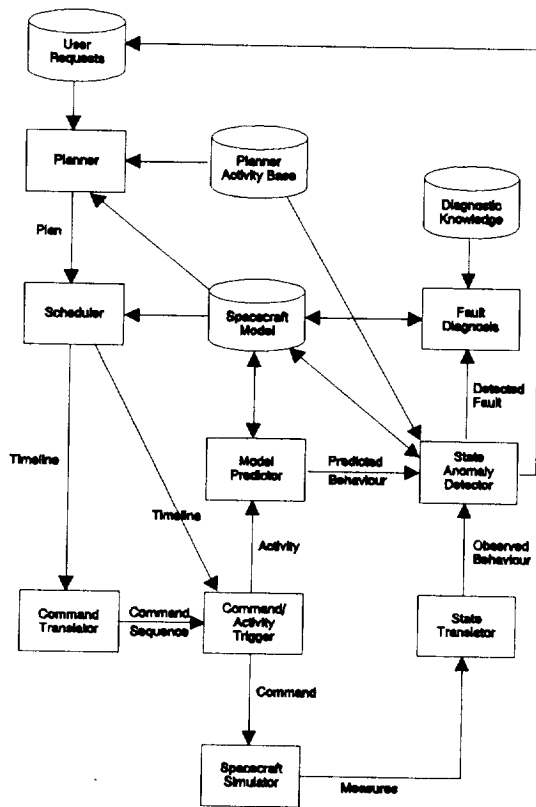 User
Requests
Planner
Planner
Activity Base
Diagnostic
Knowledge
Plan
Scheduler
Spacecraft
Model
Fault
Diagnosis
Detected
Fault
Timeline
Model
Predictor
Predicted
Behaviour
State
Anomaly
Detector
Timeline
Activity
Observed
Behaviour
Command
Translator
Command
Sequence
Command/
Activity
Trigger
State
Translator
Command
Spacecraft
Simulator
Measures